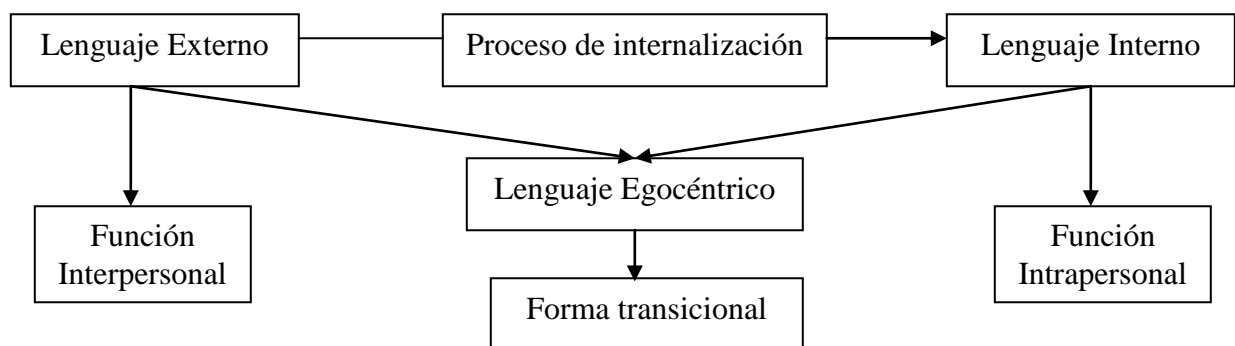 Lenguaje Externo
Proceso de internalización
Lenguaje Interno
Lenguaje Egocéntrico
Función
Interpersonal
Función
Intrapersonal
Forma transicional